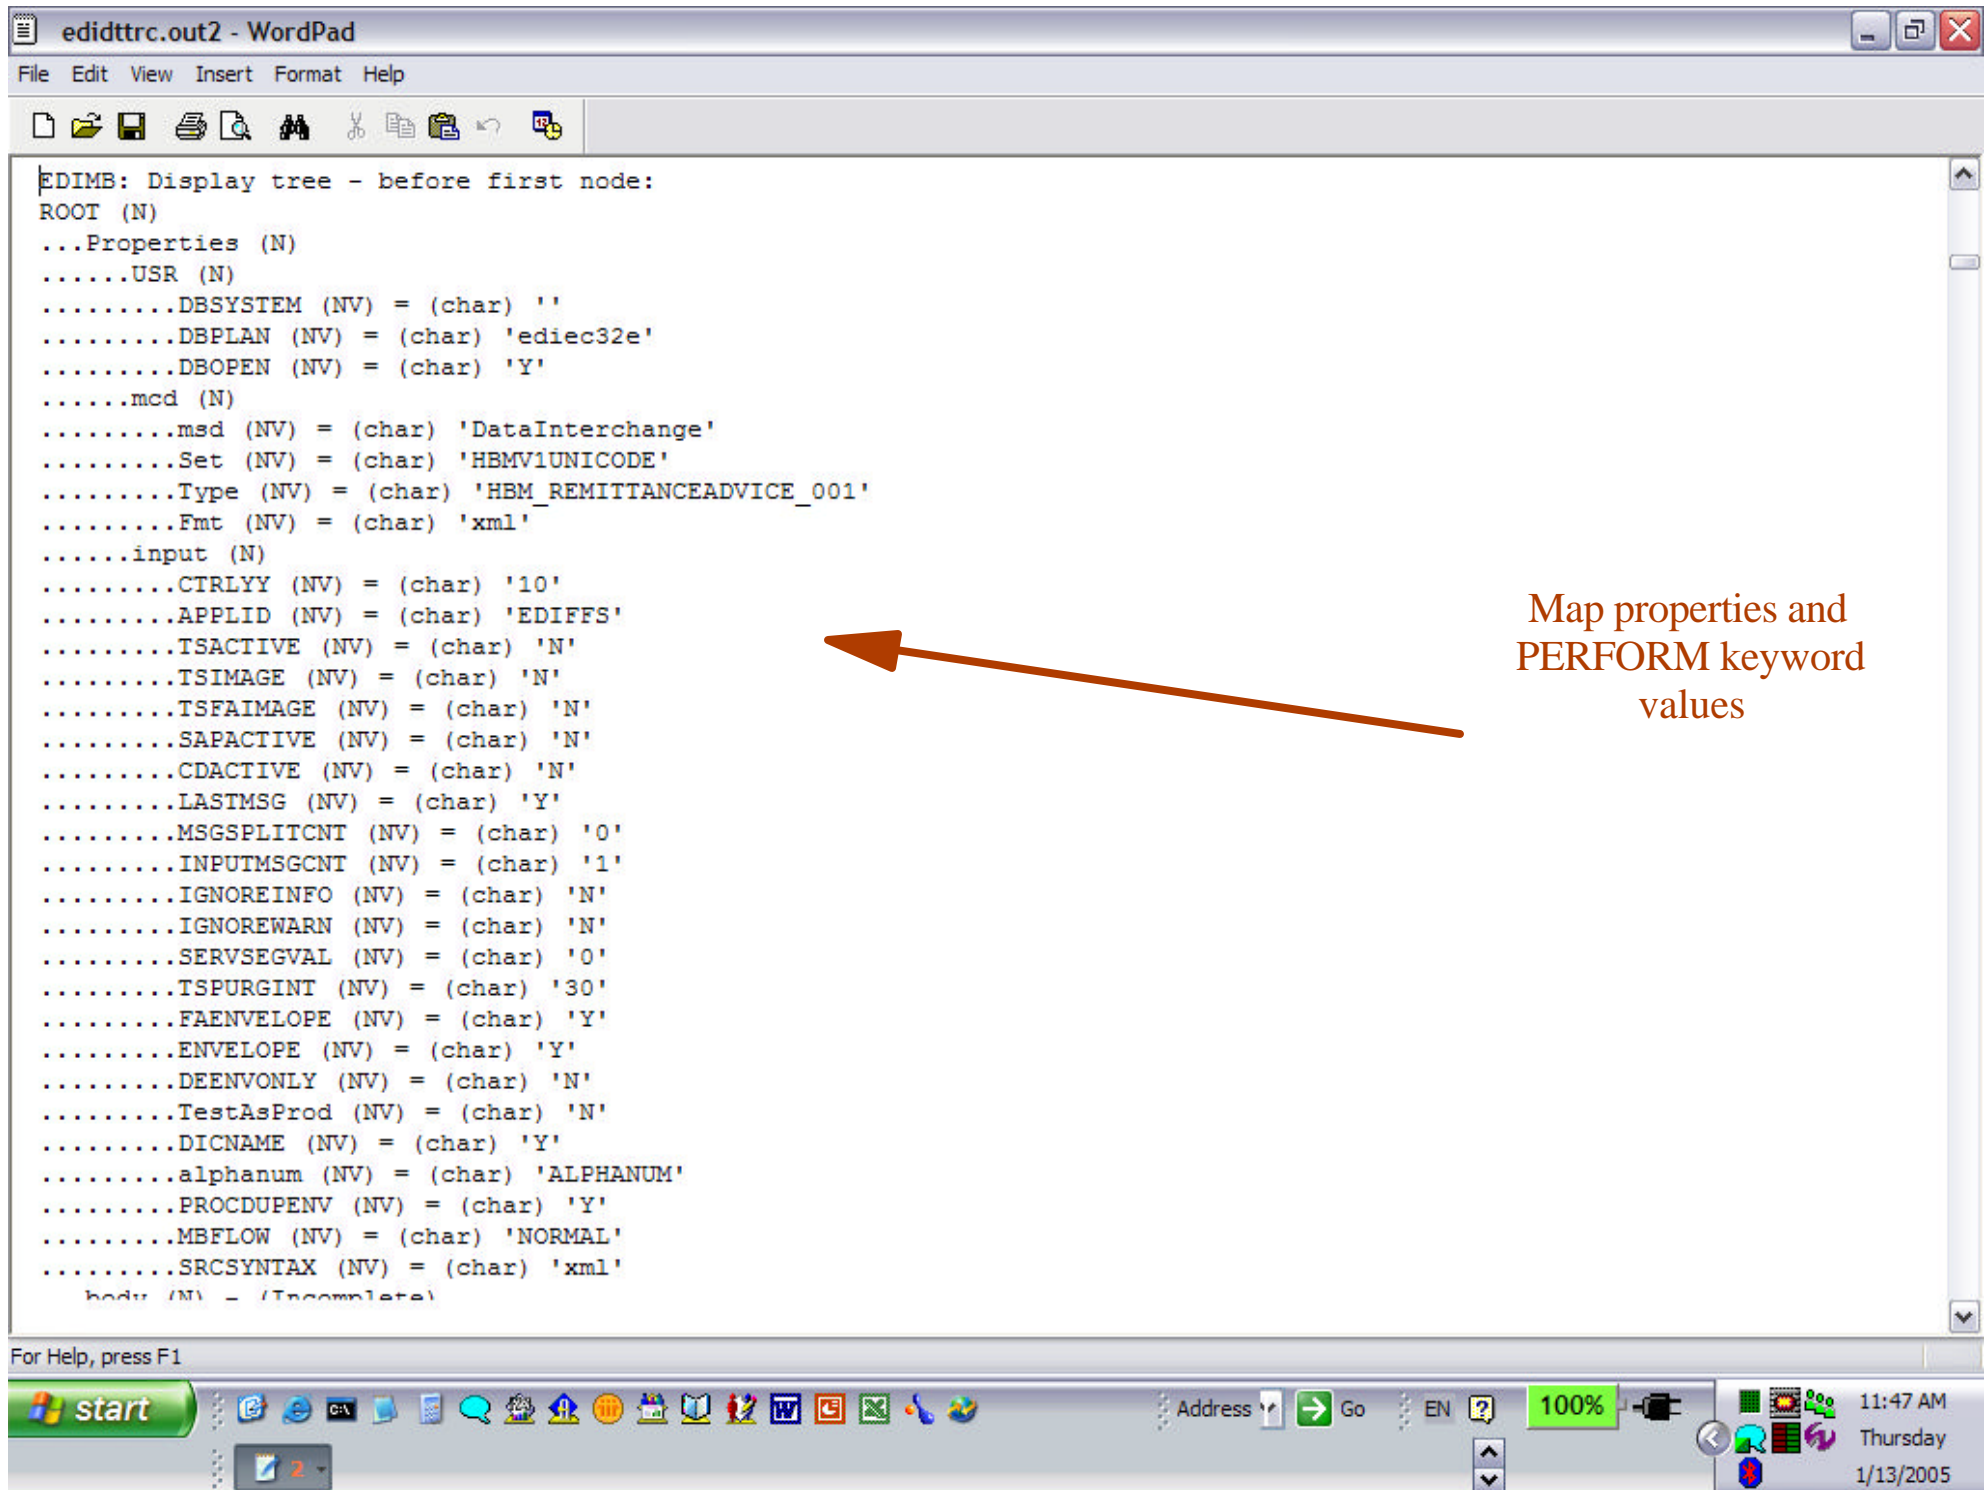 edidttrc.out2 - WordPad
File Edit View Insert Format Help
EDIMB: Display tree - before first node:
ROOT (N)
...Properties (N)
......USR (N)
.........DBSYSTEM (NV) = (char) ''
.........DBPLAN (NV) = (char) 'ediec32e'
.........DBOPEN (NV) = (char) 'Y'
......mcd (N)
.........msd (NV) = (char) 'DataInterchange'
.........Set (NV) = (char) 'HBMV1UNICODE'
.........Type (NV) = (char) 'HBM_REMITTANCEADVICE_001'
.........Fmt (NV) = (char) 'xml'
......input (N)
.........CTRLYY (NV) = (char) '10'
.........APPLID (NV) = (char) 'EDIFFS'
.........TSACTIVE (NV) = (char) 'N'
.........TSIMAGE (NV) = (char) 'N'
.........TSFAIMAGE (NV) = (char) 'N'
.........SAPACTIVE (NV) = (char) 'N'
.........CDACTIVE (NV) = (char) 'N'
.........LASTMSG (NV) = (char) 'Y'
.........MSGSPLITCNT (NV) = (char) '0'
.........INPUTMSGCNT (NV) = (char) '1'
.........IGNOREINFO (NV) = (char) 'N'
.........IGNOREWARN (NV) = (char) 'N'
.........SERVSEGVAL (NV) = (char) '0'
.........TSPURGINT (NV) = (char) '30'
.........FAENVELOPE (NV) = (char) 'Y'
.........ENVELOPE (NV) = (char) 'Y'
.........DEENVONLY (NV) = (char) 'N'
.........TestAsProd (NV) = (char) 'N'
.........DICNAME (NV) = (char) 'Y'
.........alphanum (NV) = (char) 'ALPHANUM'
.........PROCDUPENV (NV) = (char) 'Y'
.........MBFLOW (NV) = (char) 'NORMAL'
.........SRCSYNTAX (NV) = (char) 'xml'
body (N) - (Incomplete)
Map properties and
PERFORM keyword
values
For Help, press F1
start
Address
Go
EN
100%
11:47 AM
2
Thursday
1/13/2005